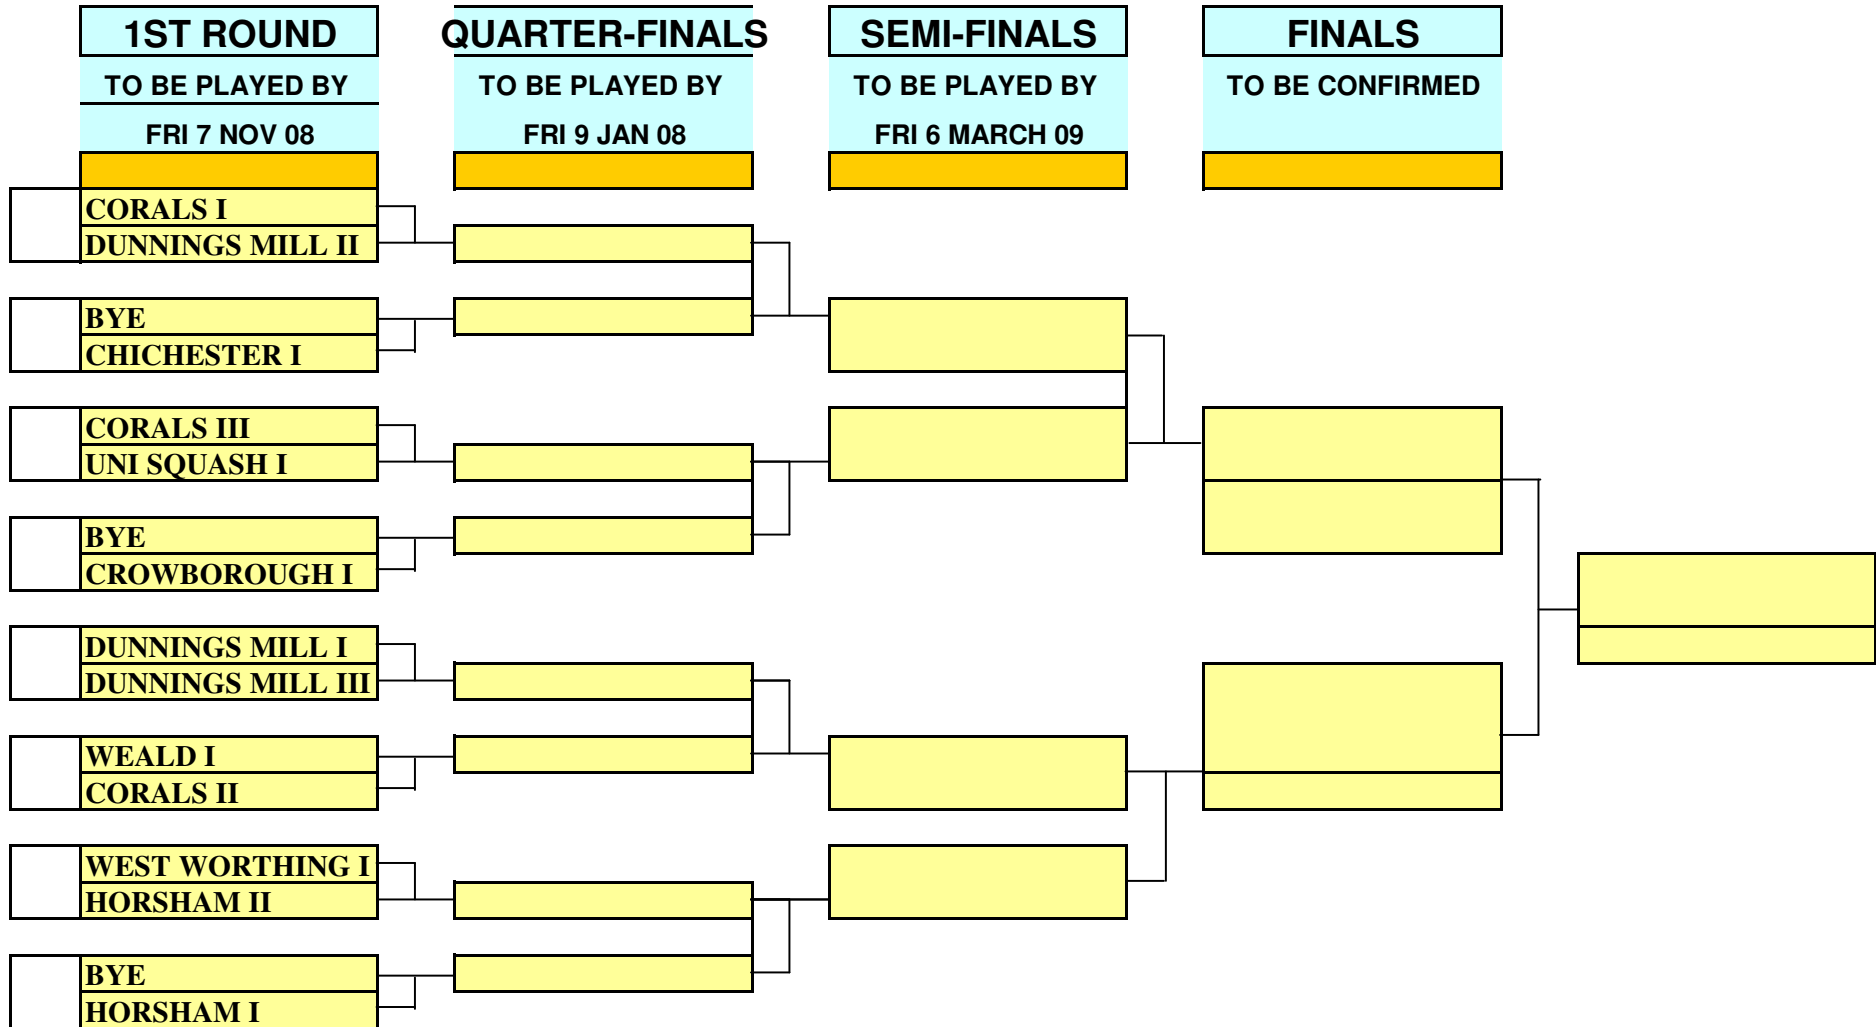 1ST ROUND
TO BE PLAYED BY
FRI 7 NOV 08
QUARTER-FINALS
TO BE PLAYED BY
FRI 9 JAN 08
SEMI-FINALS
TO BE PLAYED BY
FRI 6 MARCH 09
FINALS
TO BE CONFIRMED
CORALS I
DUNNINGS MILL II
BYE
CHICHESTER I
CORALS III
UNI SQUASH I
BYE
CROWBOROUGH I
DUNNINGS MILL I
DUNNINGS MILL III
WEALD I
CORALS II
WEST WORTHING I
HORSHAM II
BYE
HORSHAM I